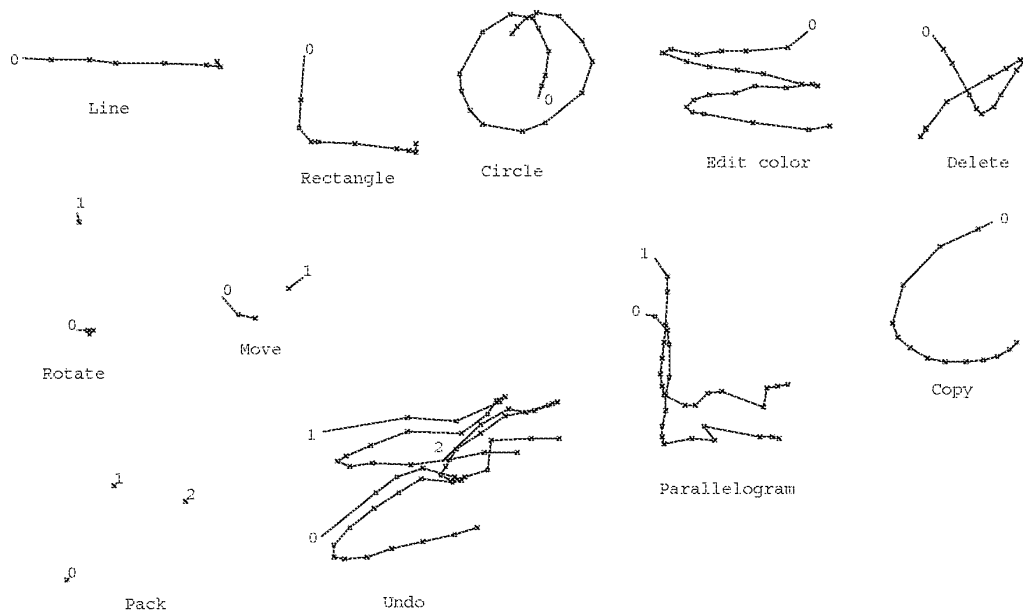 0
Line
0
Rectangle
0
Circle
0
Edit color
0
Delete
1
0
Rotate
0
1
Move
1
0
Parallelogram
0
Copy
1
2
0
Pack
1
2
0
Undo